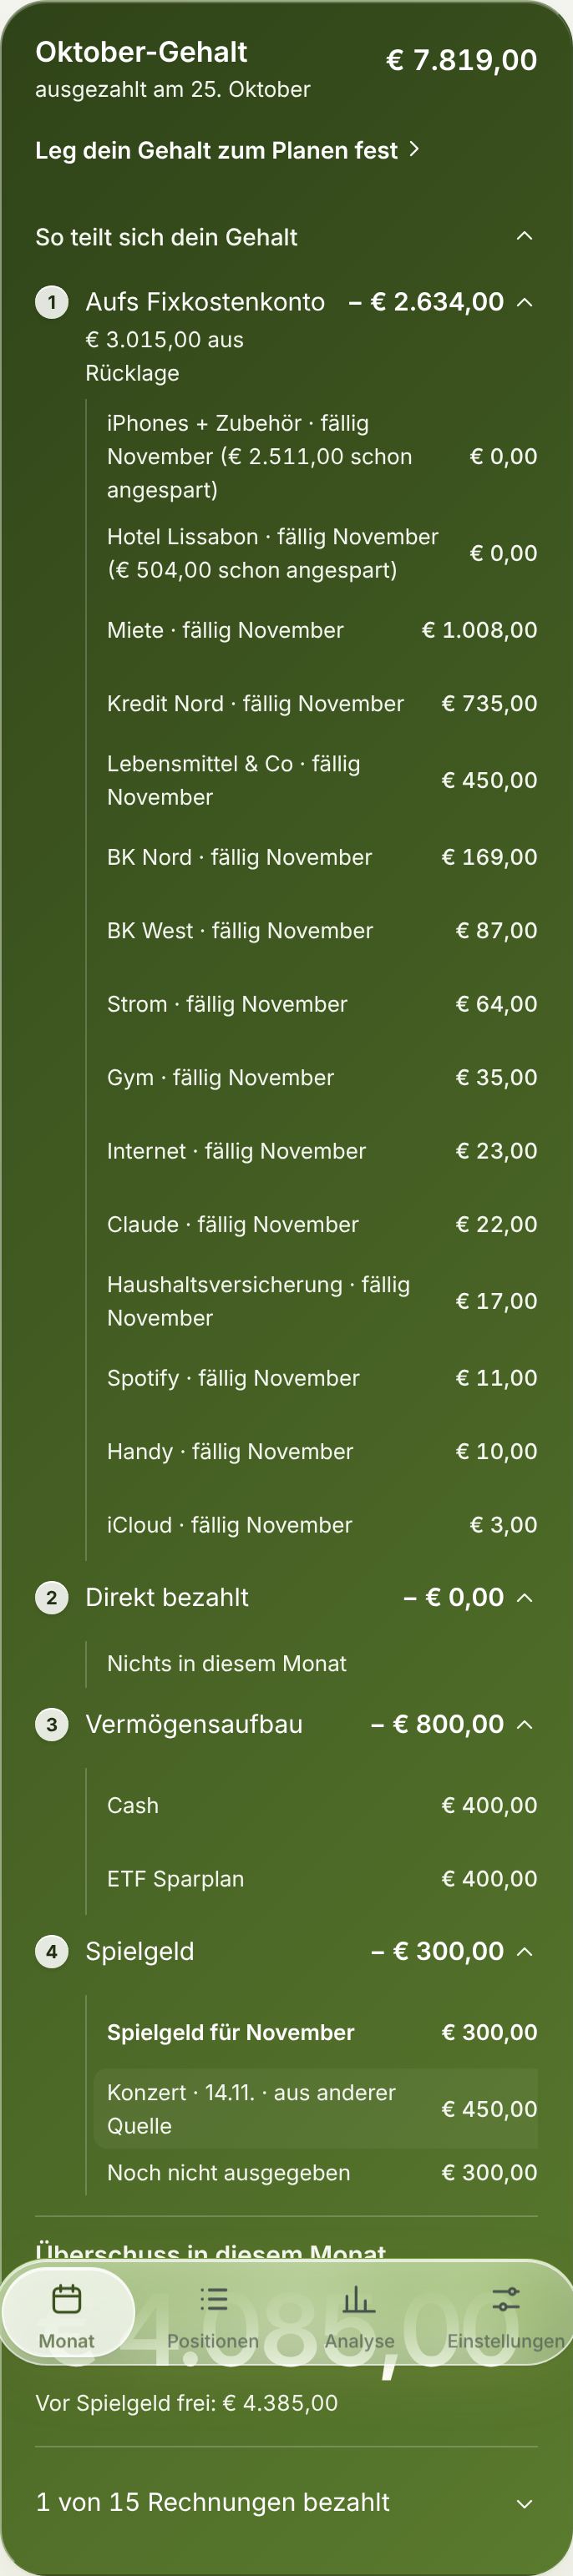 Oktober-Gehalt
€ 7.819,00
ausgezahlt am 25. Oktober
Leg dein Gehalt zum Planen fest
So teilt sich dein Gehalt
1 Aufs Fixkostenkonto – € 2.634,00
€ 3.015,00 aus
Rücklage
iPhones + Zubehör · fällig
November (€ 2.511,00 schon
angespart)
€ 0,00
Hotel Lissabon · fällig November
(€ 504,00 schon angespart)
€ 0,00
Miete · fällig November € 1.008,00
Kredit Nord · fällig November € 735,00
Lebensmittel & Co · fällig
November
€ 450,00
BK Nord · fällig November € 169,00
BK West · fällig November € 87,00
Strom · fällig November € 64,00
Gym · fällig November € 35,00
Internet · fällig November € 23,00
Claude · fällig November € 22,00
Haushaltsversicherung · fällig
November
€ 17,00
Spotify · fällig November € 11,00
Handy · fällig November € 10,00
iCloud · fällig November € 3,00
2 Direkt bezahlt – € 0,00
Nichts in diesem Monat
3 Vermögensaufbau – € 800,00
Cash € 400,00
ETF Sparplan € 400,00
4 Spielgeld – € 300,00
Spielgeld für November € 300,00
Konzert · 14.11. · aus anderer
Quelle
€ 450,00
Noch nicht ausgegeben € 300,00
Überschuss in diesem Monat
€ 4.085,00
Monat Positionen Analyse Einstellungen
Vor Spielgeld frei: € 4.385,00
1 von 15 Rechnungen bezahlt